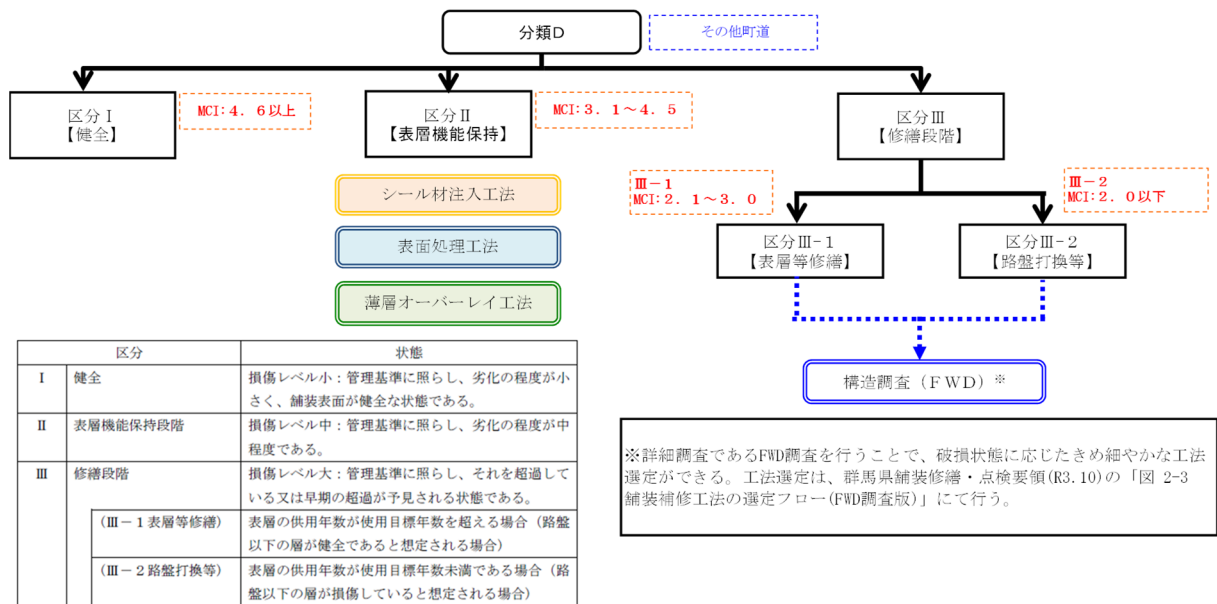 分類D
その他町道
区分Ⅰ
【健全】
MCI:4．6以上
区分Ⅱ
【表層機能保持】
MCI:3．1～4．5
区分Ⅲ
【修繕段階】
シール材注入工法
表面処理工法
薄層オーバーレイ工法
Ⅲ－1
MCI:2．1～3．0
Ⅲ－2
MCI:2．0以下
区分Ⅲ-1
【表層等修繕】
区分Ⅲ-2
【路盤打換等】
構造調査（FWD）※
区分 状態
Ⅰ 健全 損傷レベル小：管理基準に照らし、劣化の程度が小
さく、舗装表面が健全な状態である。
Ⅱ 表層機能保持段階 損傷レベル中：管理基準に照らし、劣化の程度が中
程度である。
Ⅲ 修繕段階 損傷レベル大：管理基準に照らし、それを超過して
いる又は早期の超過が予見される状態である。
（Ⅲ－1表層等修繕） 表層の供用年数が使用目標年数を超える場合（路盤
以下の層が健全であると想定される場合）
（Ⅲ－2路盤打換等） 表層の供用年数が使用目標年数未満である場合（路
盤以下の層が損傷していると想定される場合）
※詳細調査であるFWD調査を行うことで、破損状態に応じたきめ細やかな工法
選定ができる。工法選定は、群馬県舗装修繕・点検要領(R3.10)の「図 2-3
舗装補修工法の選定フロー(FWD調査版)」にて行う。